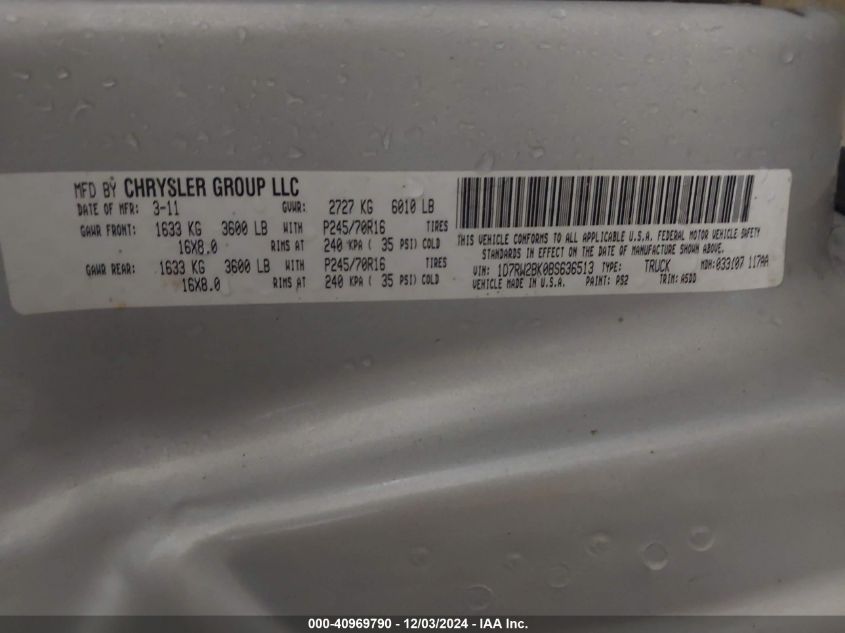 MFD BY CHRYSLER GROUP LLC
DATE OF MFR: 3-11 GVWR: 2727 KG 6010 LB
GAWR FRONT: 1633 KG 3600 LB WITH P245/70R16 TIRES
16X8.0 RIMS AT 240 KPA ( 35 PSI) COLD
GAWR REAR: 1633 KG 3600 LB WITH P245/70R16 TIRES
16X8.0 RIMS AT 240 KPA ( 35 PSI) COLD
THIS VEHICLE CONFORMS TO ALL APPLICABLE U.S.A. FEDERAL MOTOR VEHICLE SAFETY
STANDARDS IN EFFECT ON THE DATE OF MANUFACTURE SHOWN ABOVE.
VIN: 1D7RW2BK0BS636513 TYPE: TRUCK MDH: 033107 117AA
VEHICLE MADE IN U.S.A. PAINT: PS2 TRIM: A5DD
000-40969790 - 12/03/2024 - IAA Inc.